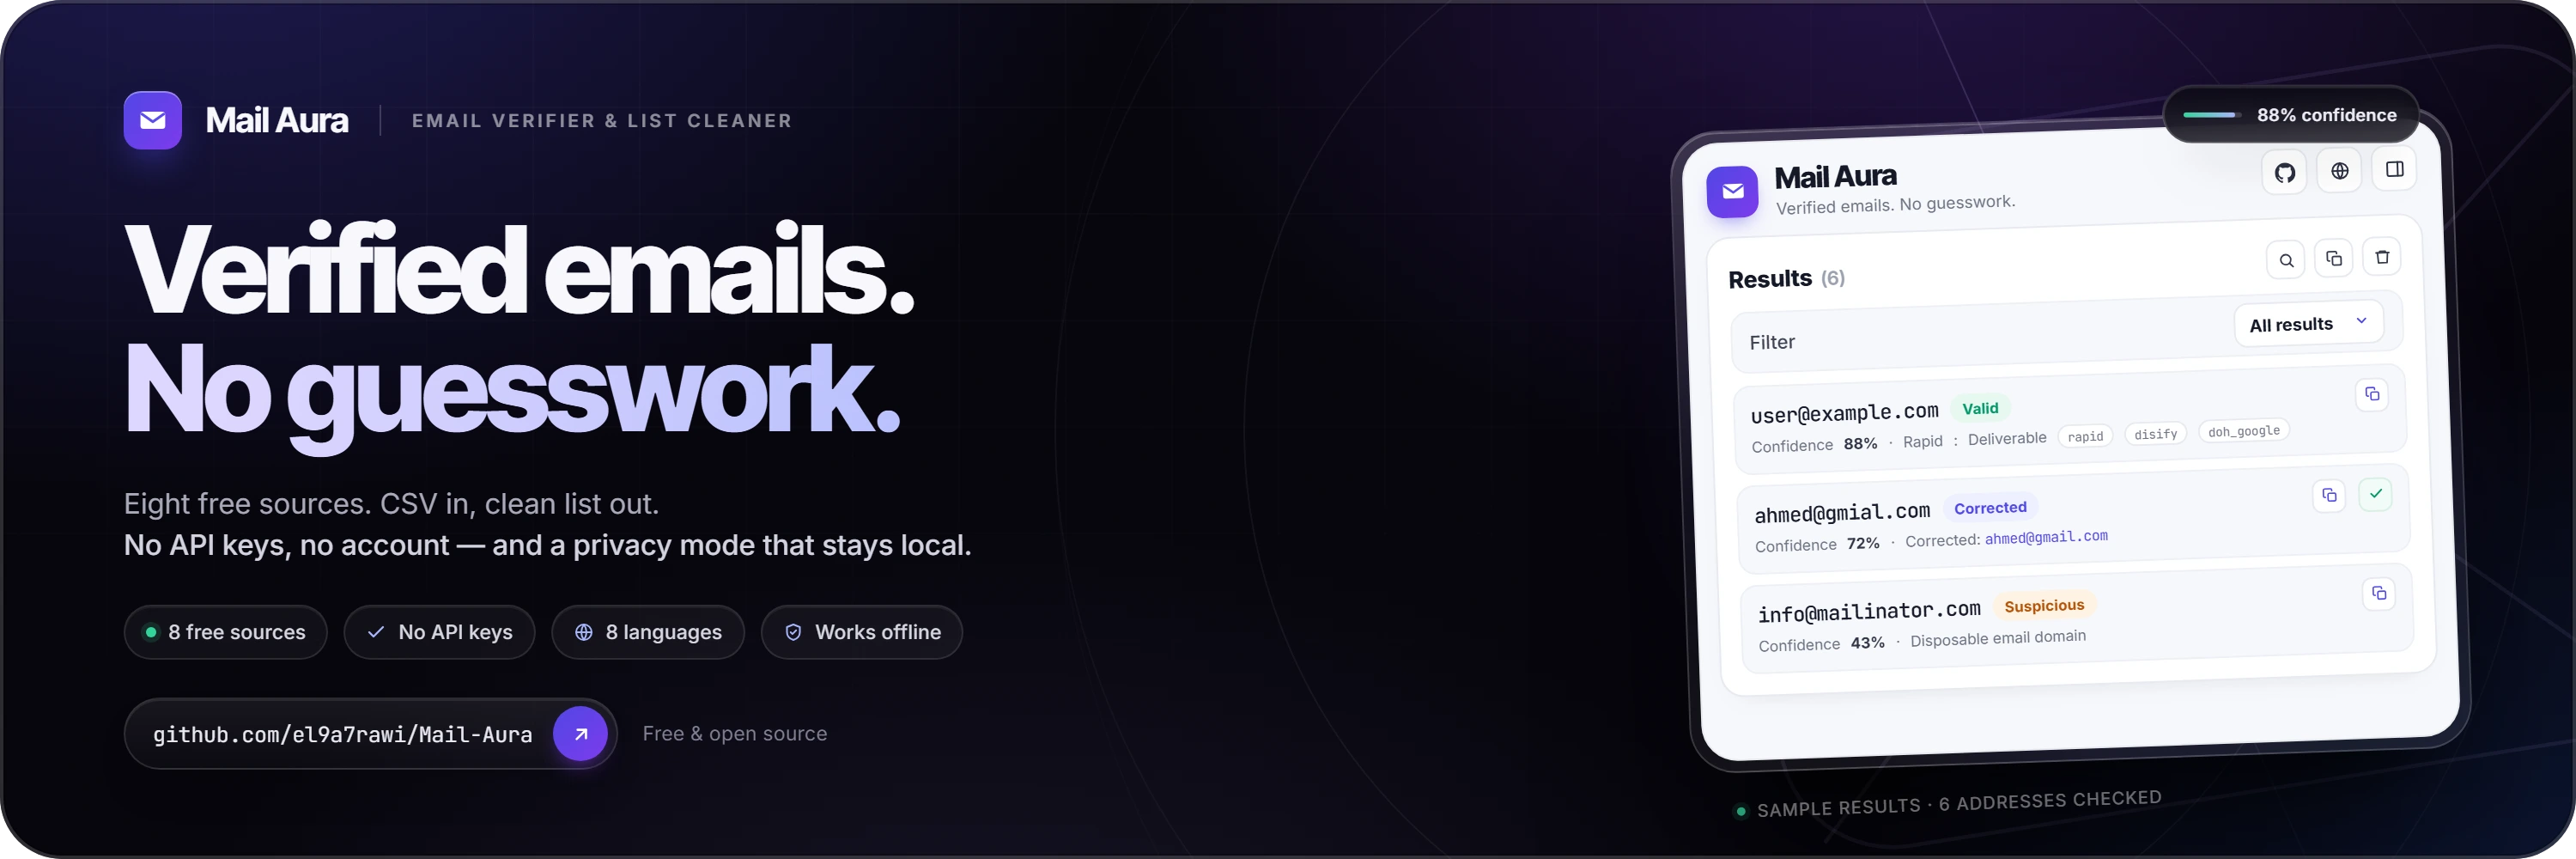 Mail Aura
EMAIL VERIFIER & LIST CLEANER
Verified emails.
No guesswork.
Eight free sources. CSV in, clean list out.
No API keys, no account — and a privacy mode that stays local.
8 free sources
No API keys
8 languages
Works offline
github.com/el9a7rawi/Mail-Aura
Free & open source
88% confidence
Mail Aura
Verified emails. No guesswork.
Results (6)
Filter
All results
user@example.com Valid
Confidence 88% · Rapid : Deliverable rapid disify doh_google
ahmed@gmial.com Corrected
Confidence 72% · Corrected: ahmed@gmail.com
info@mailinator.com Suspicious
Confidence 43% · Disposable email domain
SAMPLE RESULTS · 6 ADDRESSES CHECKED